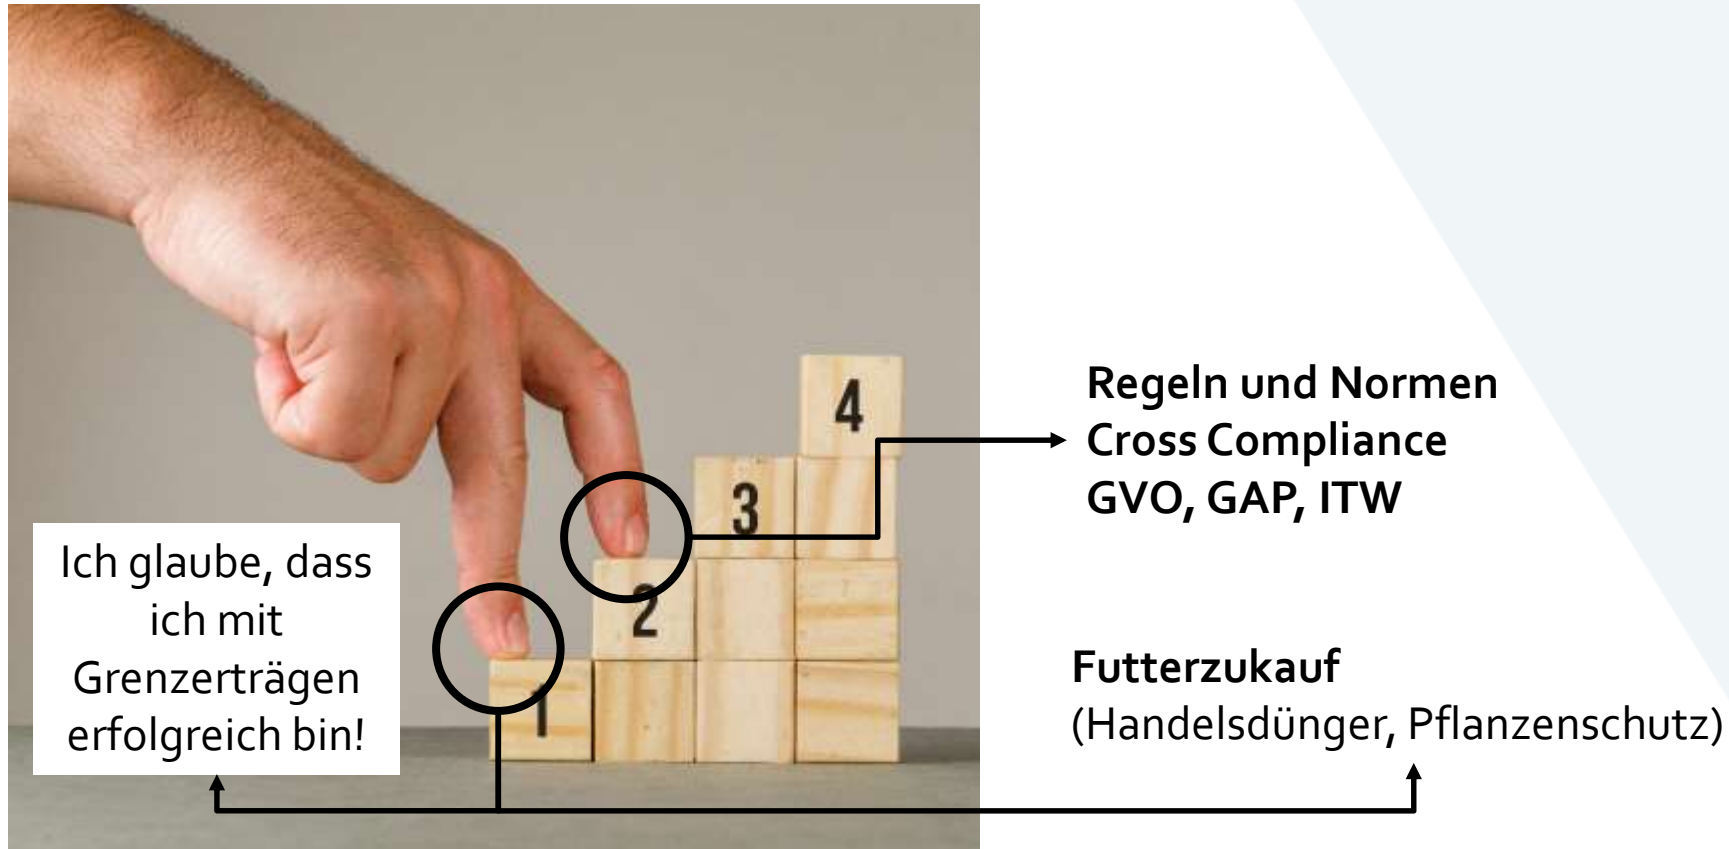 4
3
2
1
Regeln und Normen
Cross Compliance
GVO, GAP, ITW
Ich glaube, dass
ich mit
Grenzerträgen
erfolgreich bin!
Futterzukauf
(Handelsdünger, Pflanzenschutz)